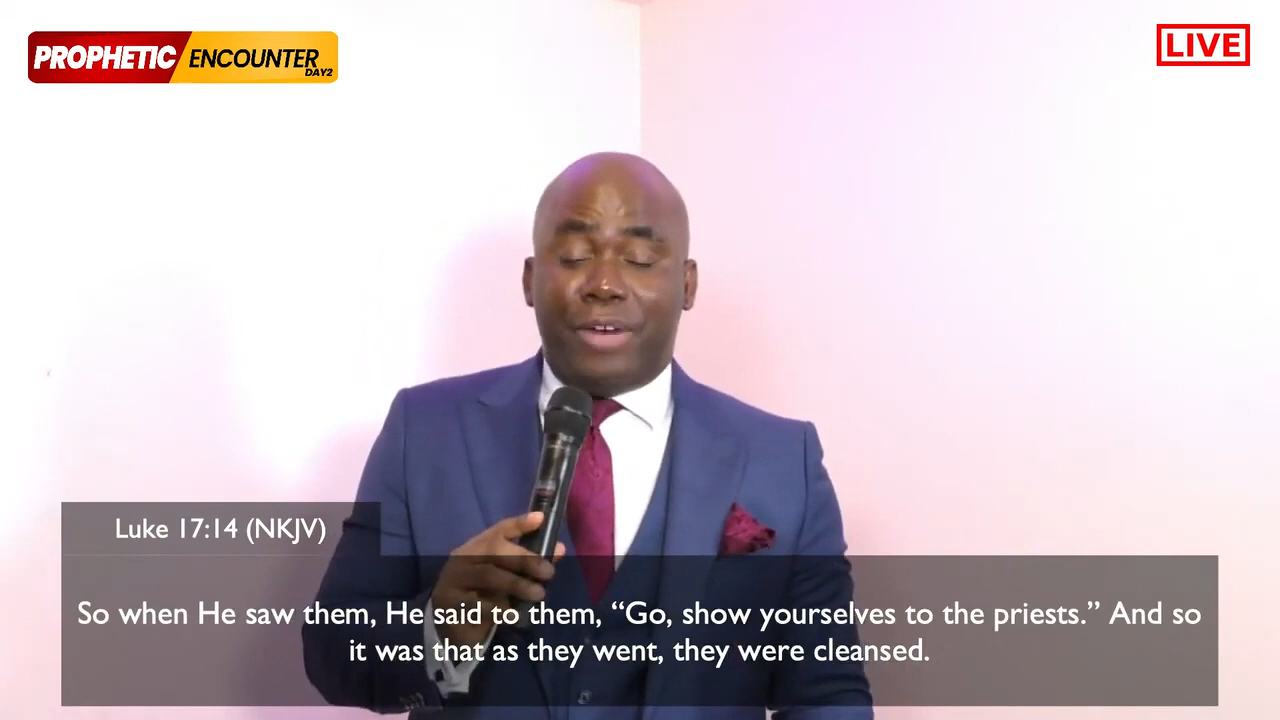 PROPHETIC ENCOUNTER
DAY2
LIVE
Luke 17:14 (NKJV)
So when He saw them, He said to them, “Go, show yourselves to the priests.” And so
it was that as they went, they were cleansed.